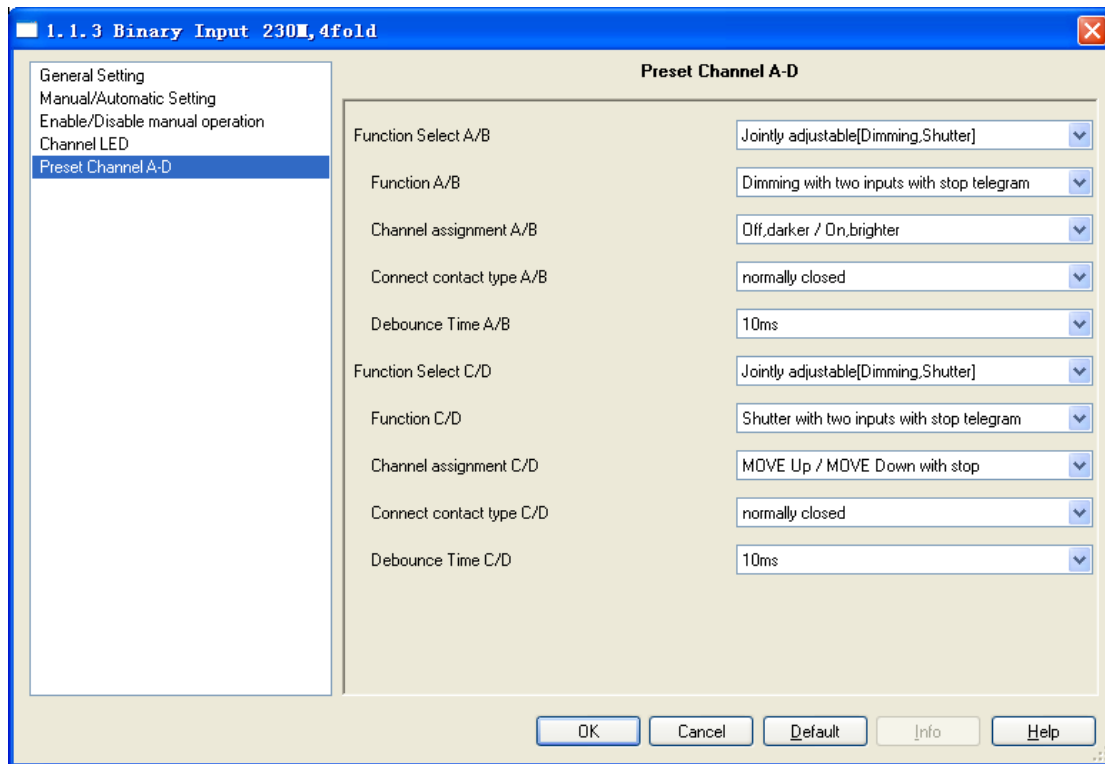 1.1.3 Binary Input 230V,4fold
General Setting
Manual/Automatic Setting
Enable/Disable manual operation
Channel LED
Preset Channel A-D
Preset Channel A-D
Function Select A/B Jointly adjustable[Dimming,Shutter]
Function A/B Dimming with two inputs with stop telegram
Channel assignment A/B Off,darker / On,brighter
Connect contact type A/B normally closed
Debounce Time A/B 10ms
Function Select C/D Jointly adjustable[Dimming,Shutter]
Function C/D Shutter with two inputs with stop telegram
Channel assignment C/D MOVE Up / MOVE Down with stop
Connect contact type C/D normally closed
Debounce Time C/D 10ms
OK Cancel Default Info Help